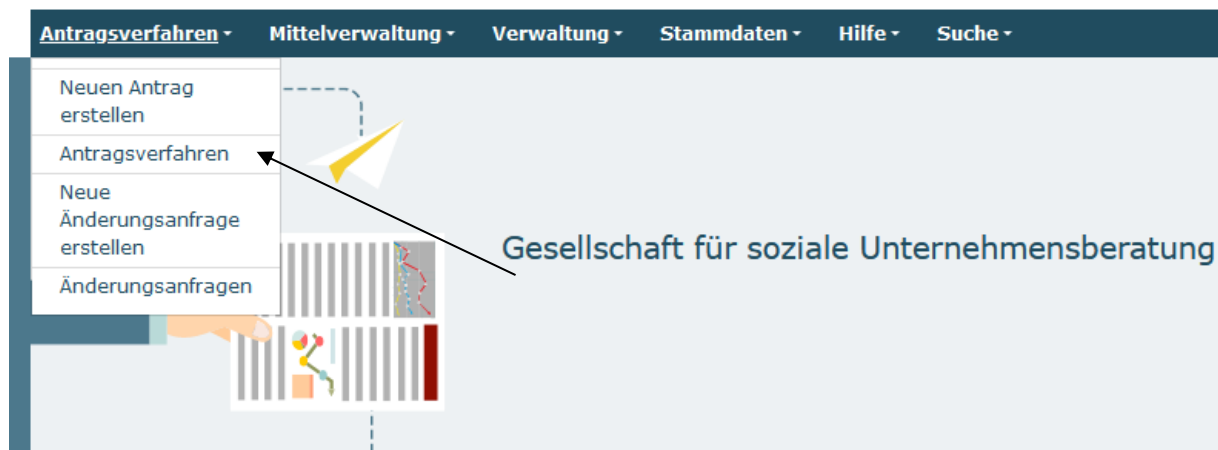 Antragsverfahren Mittelverwaltung Verwaltung Stammdaten Hilfe Suche
Neuen Antrag
erstellen
Antragsverfahren
Neue
Änderungsanfrage
erstellen
Änderungsanfragen
Gesellschaft für soziale Unternehmensberatung